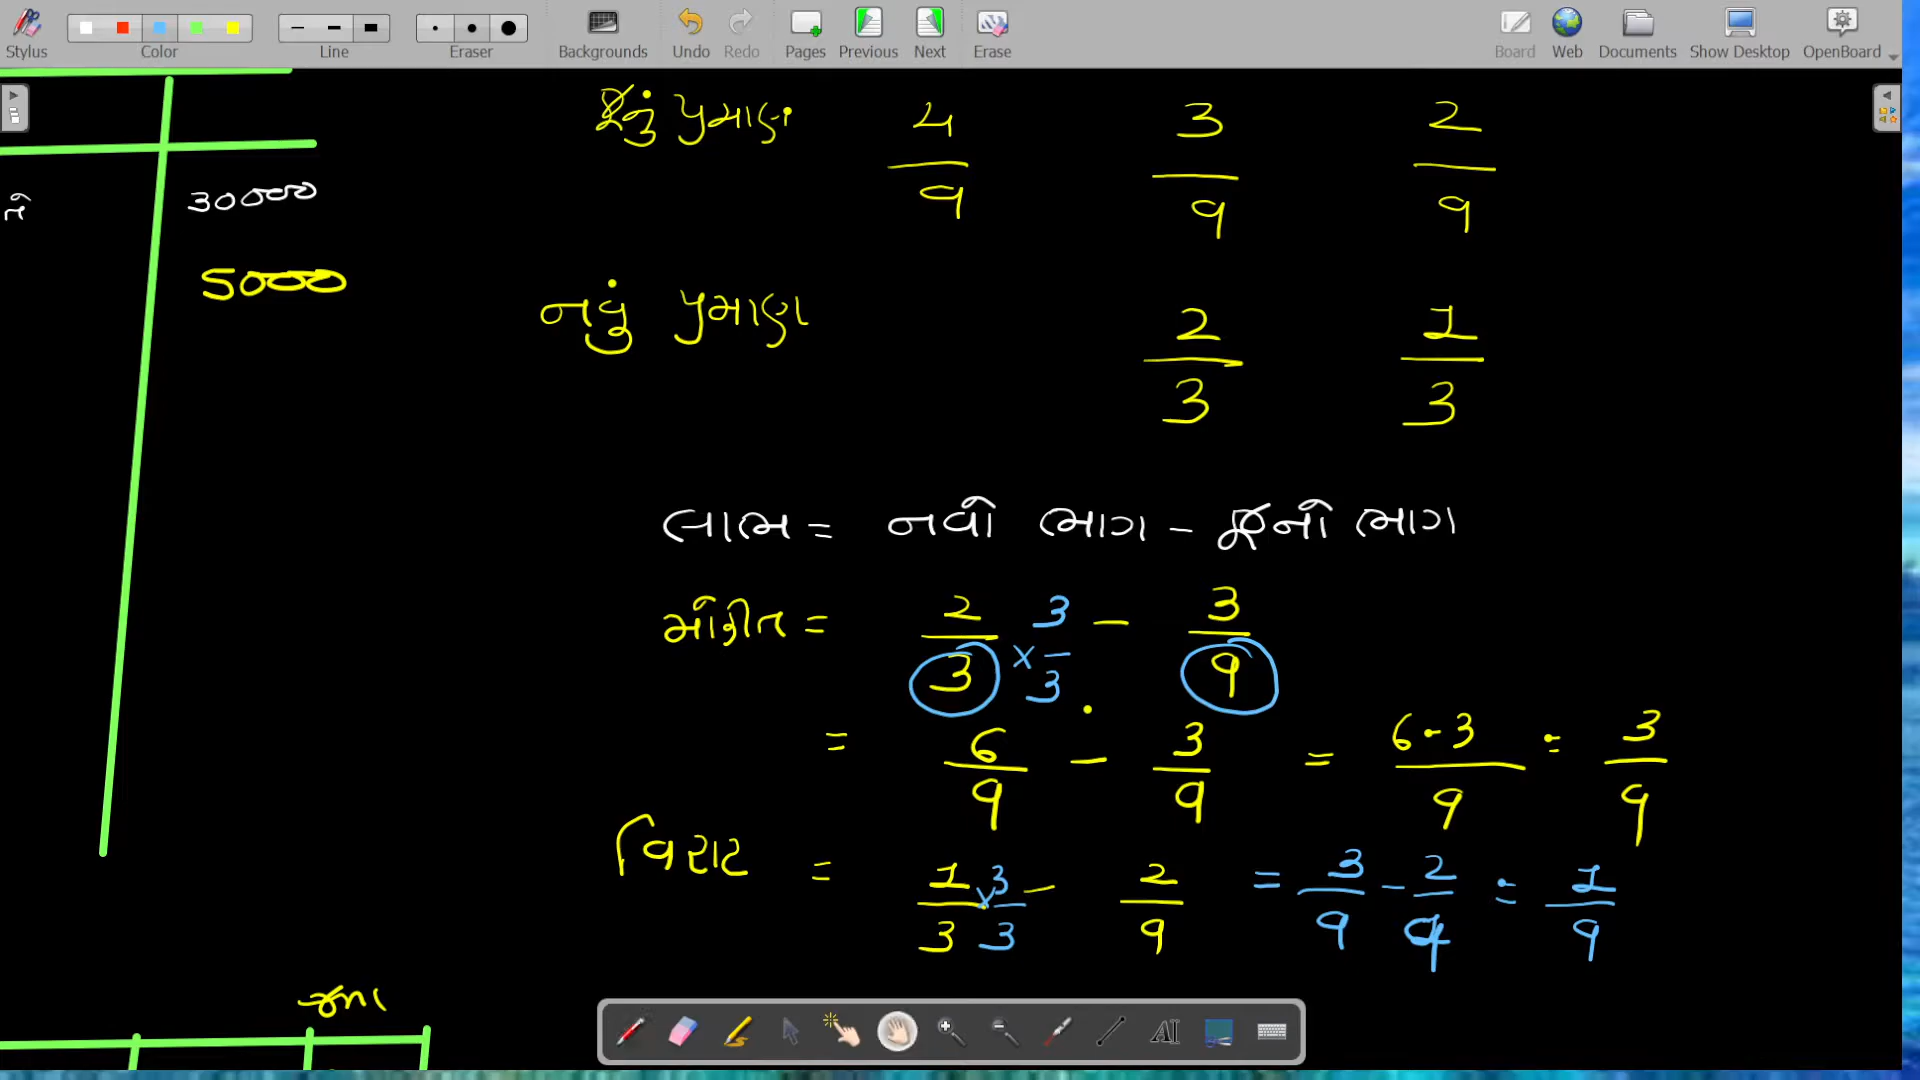 Stylus Color Line Eraser Backgrounds Undo Redo Pages Previous Next Erase Board Web Documents Show Desktop OpenBoard
જુનું પ્રમાણ 4/9 3/9 2/9
30000
5000
નવું પ્રમાણ 2/3 1/3
લાભ = નવો ભાગ - જુનો ભાગ
2/3 × 3/3 - 3/9
= 6/9 - 3/9 = 6-3/9 = 3/9
વિરાટ = 1/3 × 3/3 - 2/9 = 3/9 - 2/9 = 1/9
જમા